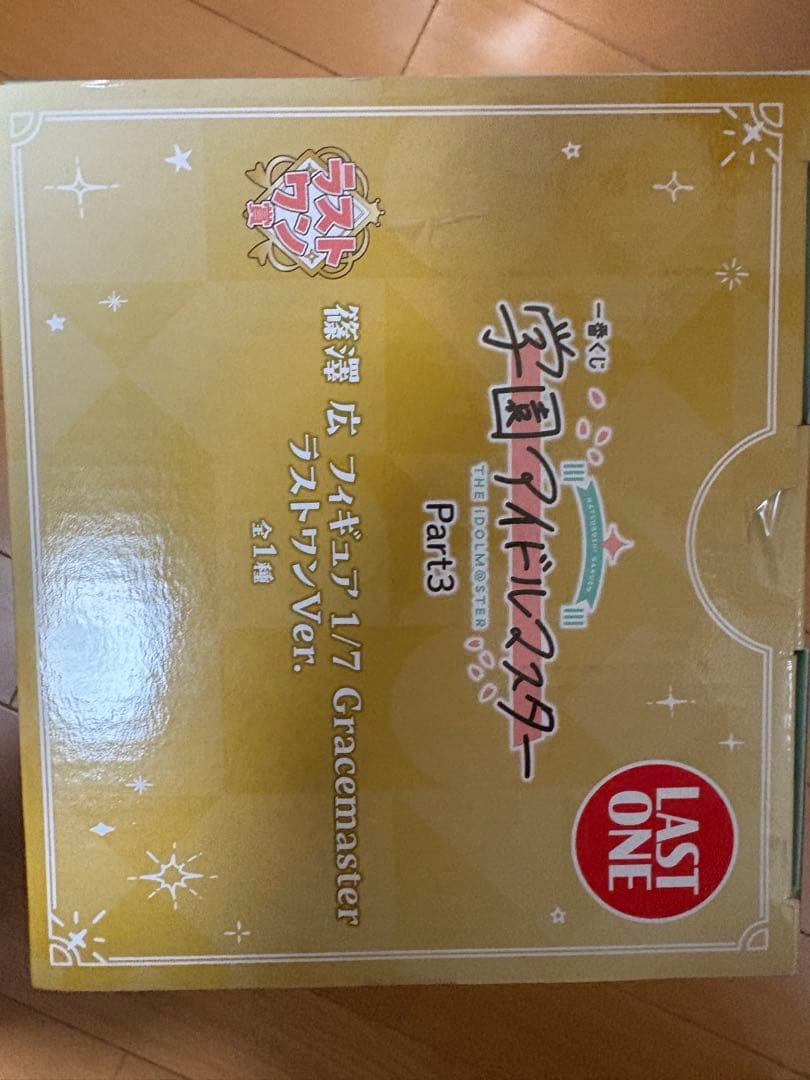 一番くじ
HATSUBOSHI GAKUEN
学園アイドルマスター
THE IDOLM@STER
Part3
LAST
ONE
ラスト
ワン
賞
篠澤 広 フィギュア 1/7 Gracemaster
ラストワンVer.
全1種